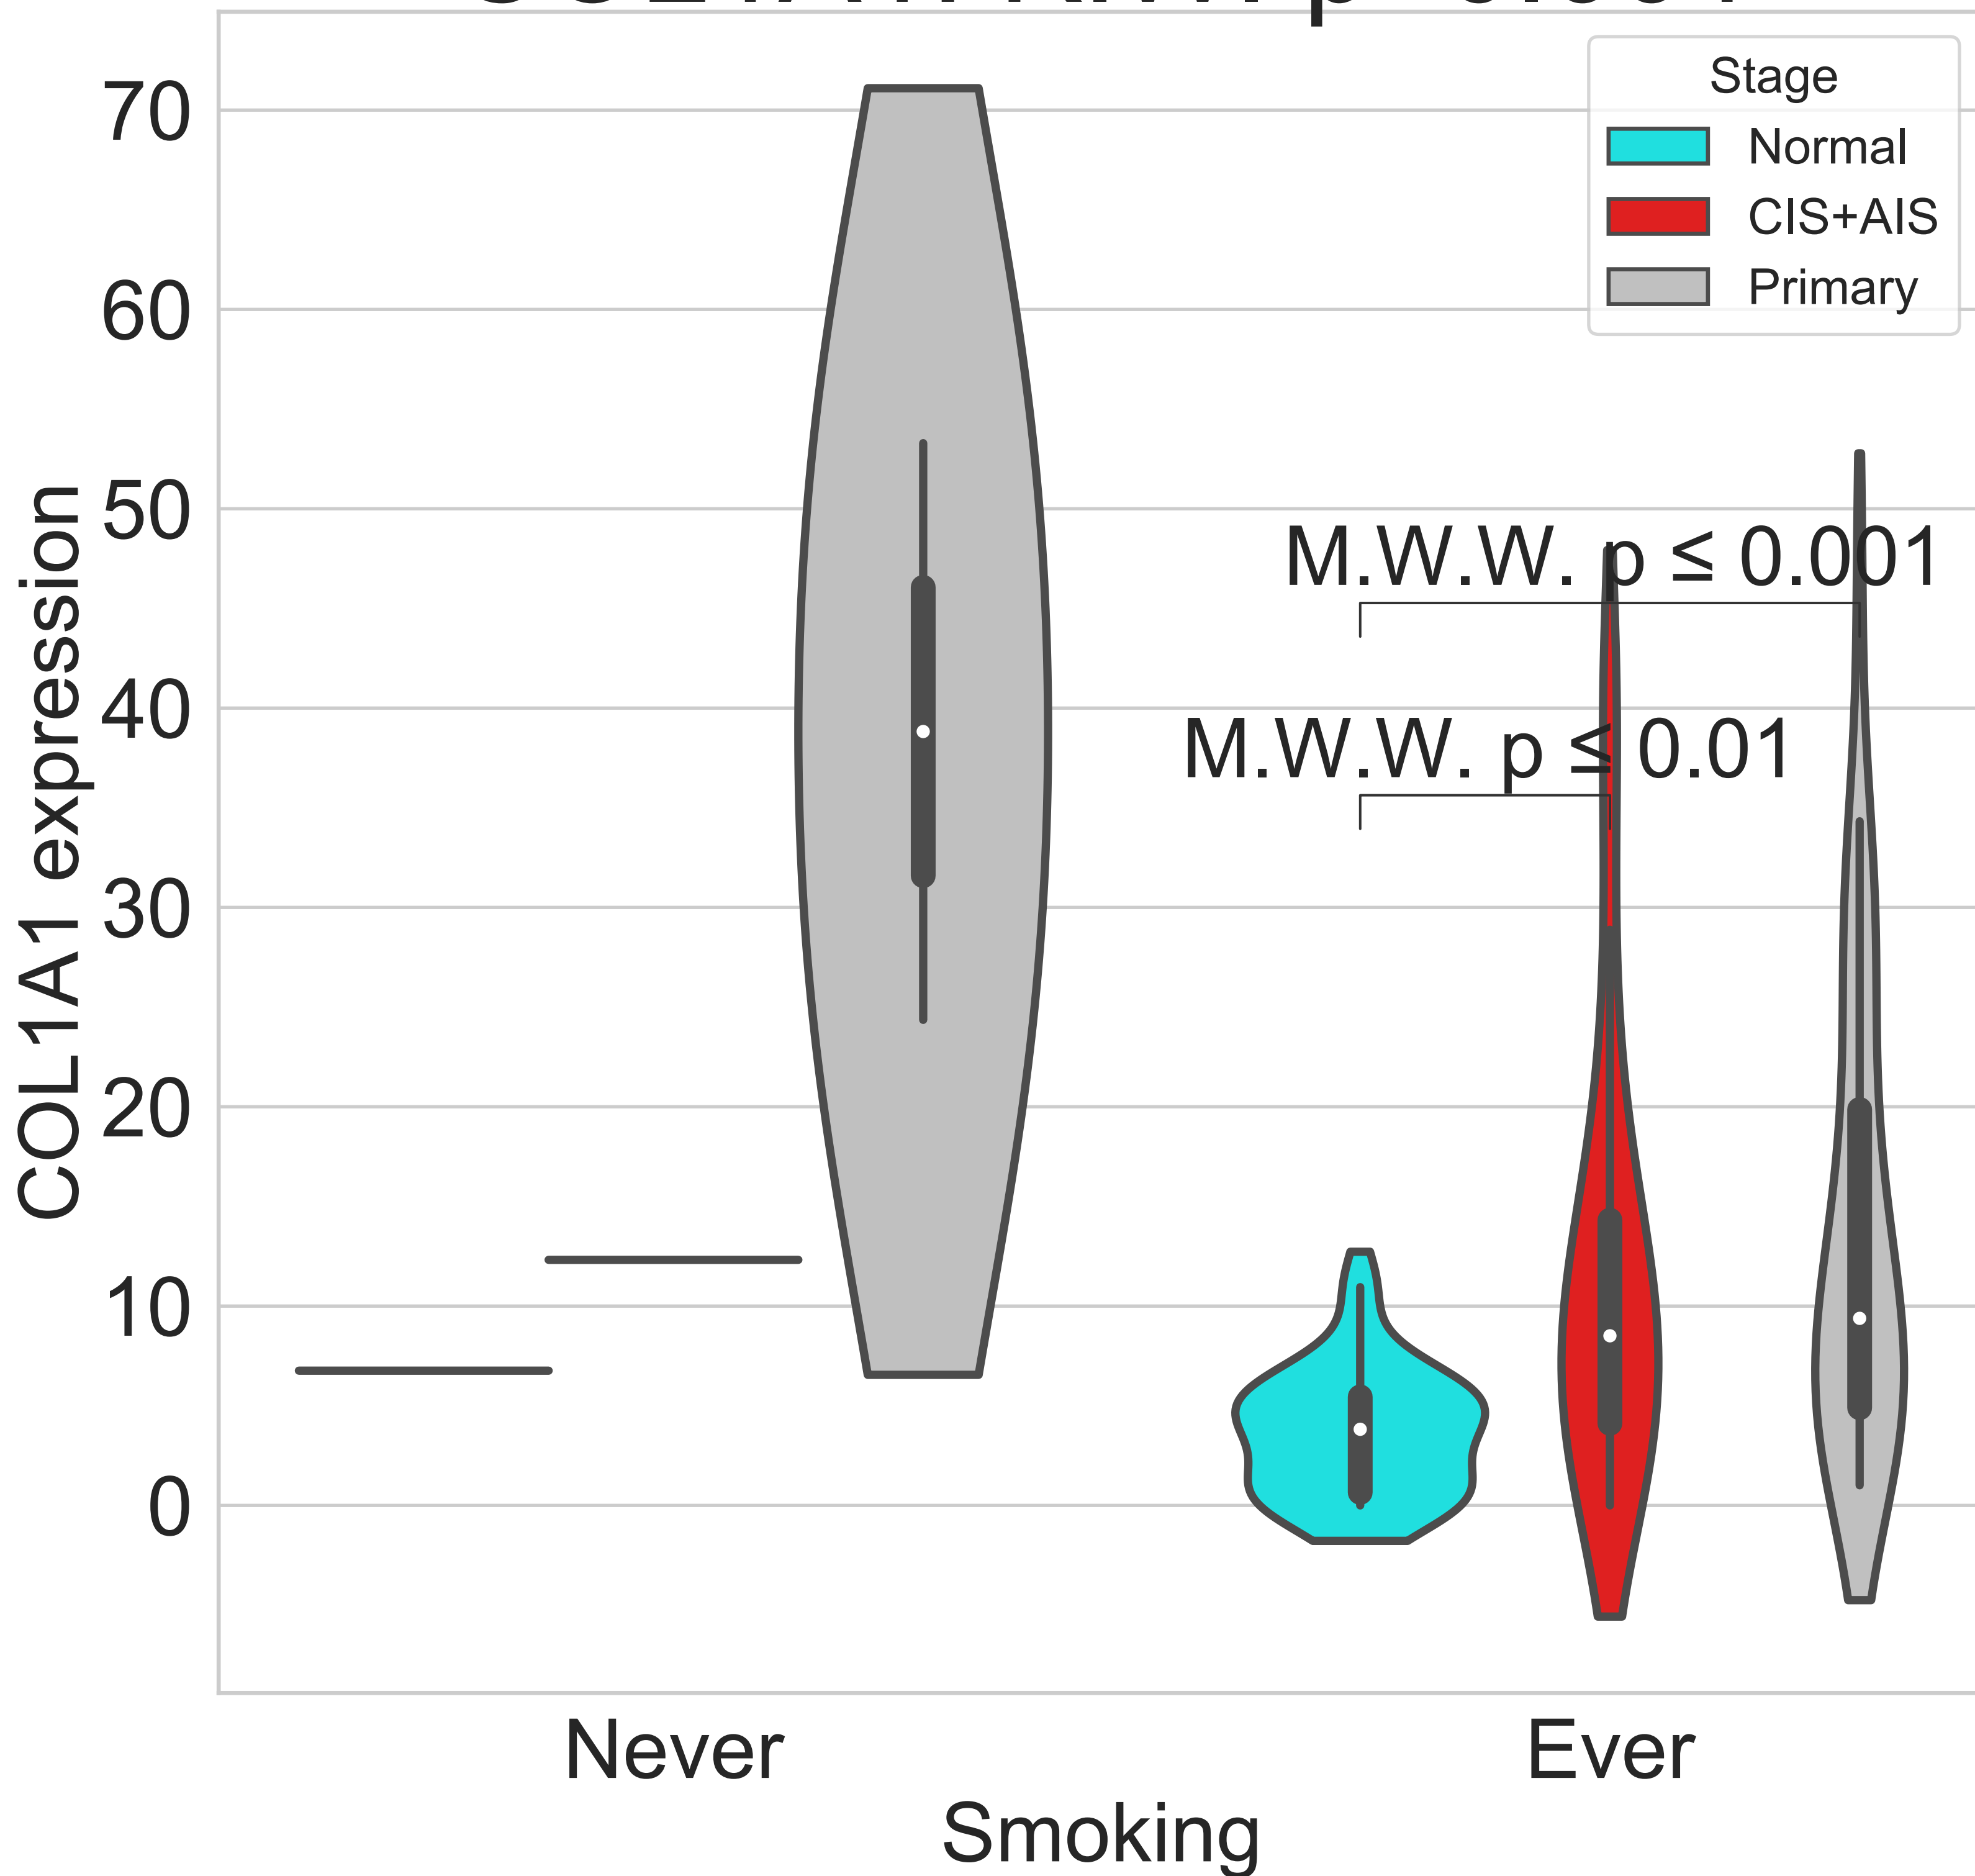 Stage
Normal
CIS+AIS
Primary
70
60
50
40
30
20
10
0
COL1A1 expression
M.W.W. p ≤ 0.001
M.W.W. p ≤ 0.01
Never
Ever
Smoking